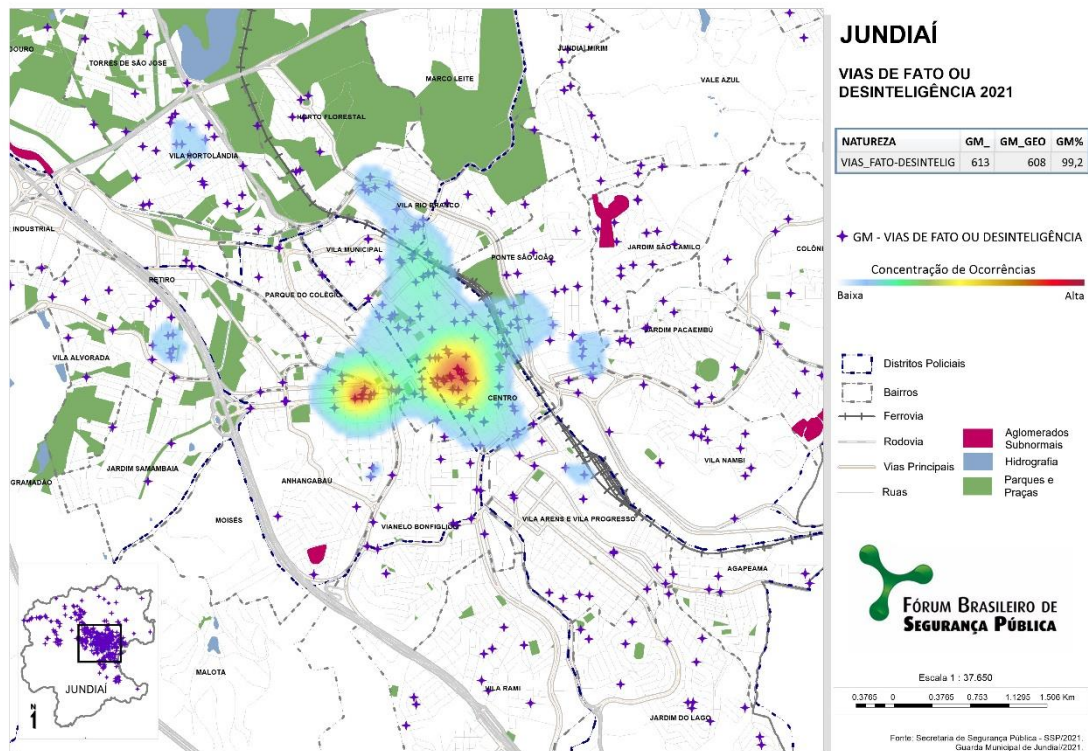 JUNDIAÍ
VIAS DE FATO OU
DESINTELIGÊNCIA 2021
NATUREZA GM_ GM_GEO GM%
VIAS_FATO-DESINTELIG 613 608 99,2
GM - VIAS DE FATO OU DESINTELIGÊNCIA
Concentração de Ocorrências
Baixa Alta
Distritos Policiais
Bairros
Ferrovia
Rodovia
Vias Principais
Ruas
Aglomerados
Subnormais
Hidrografia
Parques e
Praças
FÓRUM BRASILEIRO DE
SEGURANÇA PÚBLICA
Escala 1 : 37.650
0.3765 0 0.3765 0.753 1.1295 1.506 Km
Fonte: Secretaria de Segurança Pública - SSP/2021.
Guarda Municipal de Jundiaí/2021.
DOURO
TORRES DE SÃO JOSÉ
JUNDIAÍ MIRIM
MARCO LEITE
VALE AZUL
HORTO FLORESTAL
VILA HORTOLÂNDIA
VILA RIO BRANCO
INDUSTRIAL
VILA MUNICIPAL
JARDIM SÃO CAMILO
COLÔNI
PONTE SÃO JOÃO
RETIRO
PARQUE DO COLÉGIO
JARDIM PACAEMBÚ
VILA ALVORADA
CENTRO
JARDIM SAMAMBAIA
VILA NAMBI
GRAMADÃO
ANHANGABAÚ
MOISÉS
VIANELO BONFIGLIO
VILA ARENS E VILA PROGRESSO
AGAPEAMA
MALOTA
VILA RAMI
JARDIM DO LAGO
JUNDIAÍ
N